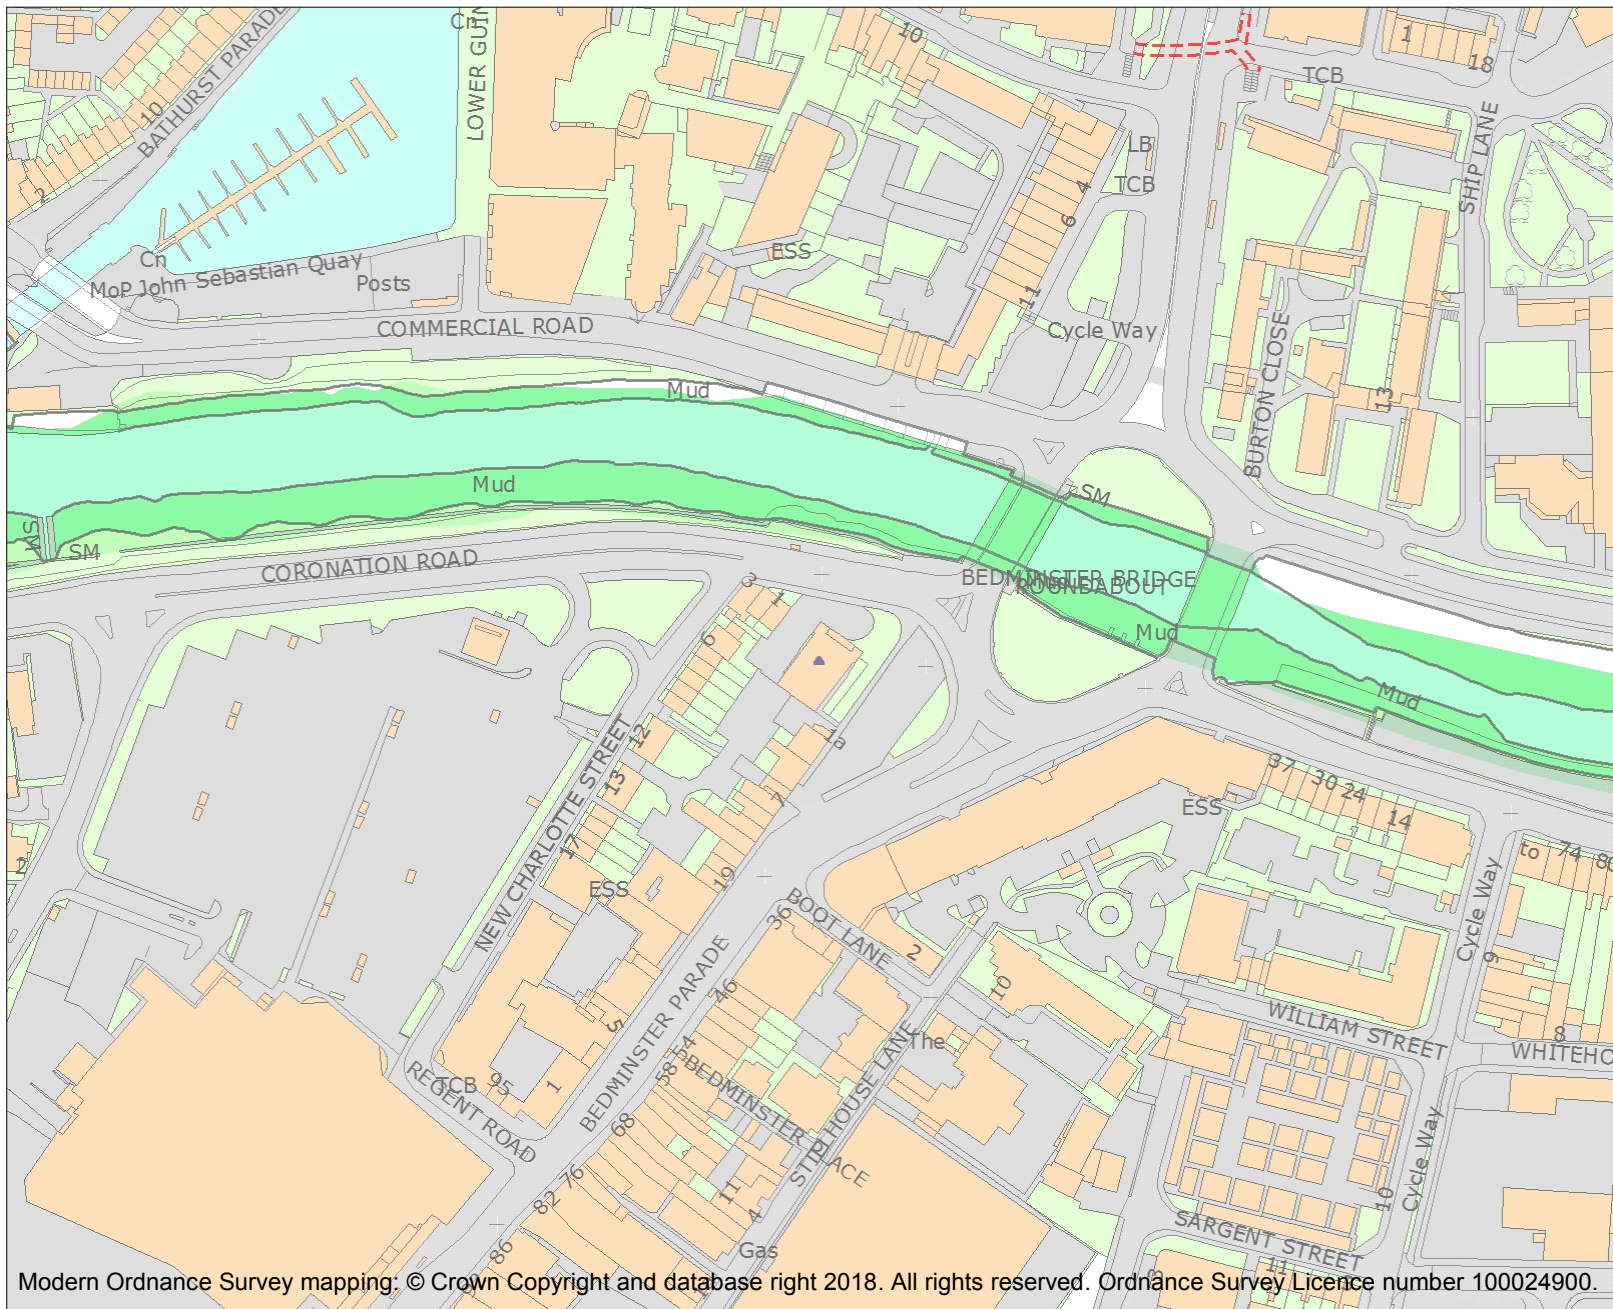 Cn
LOWER GUIN
BATHURST PARADE
10
10
1
18
TCB
2
LB
TCB
4
6
SHIP LANE
ESS
Cn
MoP
John Sebastian Quay
Posts
11
COMMERCIAL ROAD
Cycle Way
BURTON CLOSE
13
Mud
Mud
SM
SM
SM
CORONATION ROAD
BEDMINSTER BRIDGE
ROUNDABOUT
Mud
Mud
3
1
6
12
1a
13
7
17
NEW CHARLOTTE STREET
ESS
19
37
30
24
14
ESS
2
to
74
Cycle Way
36
BOOT LANE
2
10
9
46
BEDMINSTER PARADE
5
WILLIAM STREET
8
WHITEHO
The
54
58
BEDMINSTER PLACE
STILLHOUSE LANE
TCB
95
1
REGENT ROAD
68
76
82
11
4
Cycle Way
10
SARGENT STREET
86
Gas
11
Modern Ordnance Survey mapping: © Crown Copyright and database right 2018. All rights reserved. Ordnance Survey Licence number 100024900.